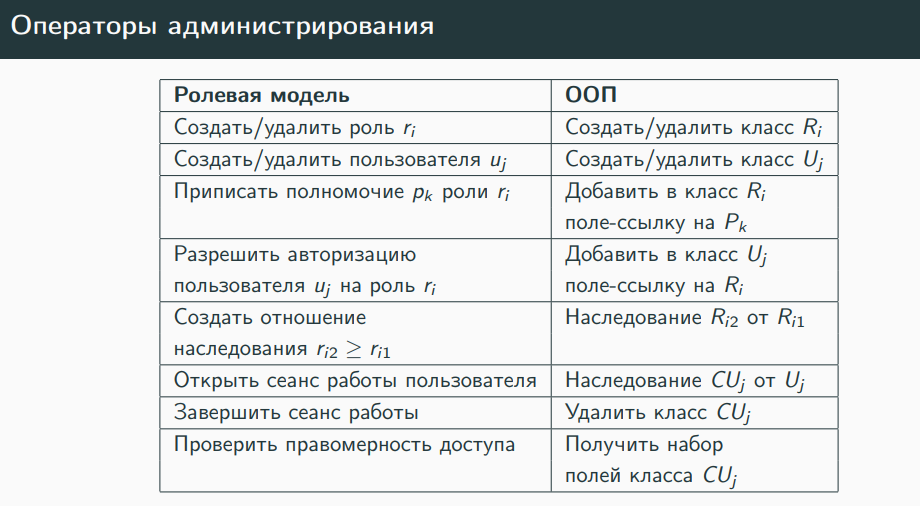 Операторы администрирования
Ролевая модель ООП
Создать/удалить роль r_i Создать/удалить класс R_i
Создать/удалить пользователя u_j Создать/удалить класс U_j
Приписать полномочие p_k роли r_i Добавить в класс R_i
поле-ссылку на P_k
Разрешить авторизацию Добавить в класс U_j
пользователя u_j на роль r_i поле-ссылку на R_i
Создать отношение Наследование R_{i2} от R_{i1}
наследования r_{i2} ≥ r_{i1}
Открыть сеанс работы пользователя Наследование CU_j от U_j
Завершить сеанс работы Удалить класс CU_j
Проверить правомерность доступа Получить набор
полей класса CU_j